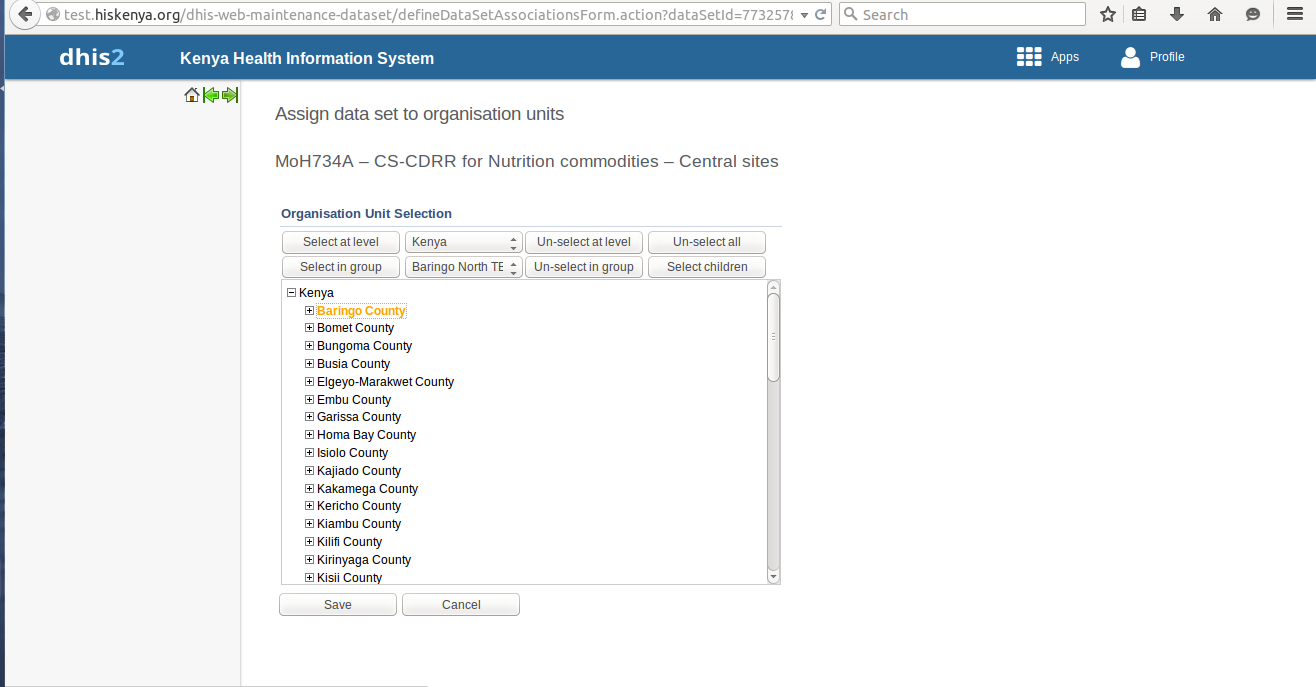 test.hiskenya.org/dhis-web-maintenance-dataset/defineDataSetAssociationsForm.action?dataSetId=7732578
Search
dhis2
Kenya Health Information System
Apps
Profile
Assign data set to organisation units
MoH734A – CS-CDRR for Nutrition commodities – Central sites
Organisation Unit Selection
Select at level Kenya Un-select at level Un-select all
Select in group Baringo North TE Un-select in group Select children
Kenya
Baringo County
Bomet County
Bungoma County
Busia County
Elgeyo-Marakwet County
Embu County
Garissa County
Homa Bay County
Isiolo County
Kajiado County
Kakamega County
Kericho County
Kiambu County
Kilifi County
Kirinyaga County
Kisii County
Save Cancel